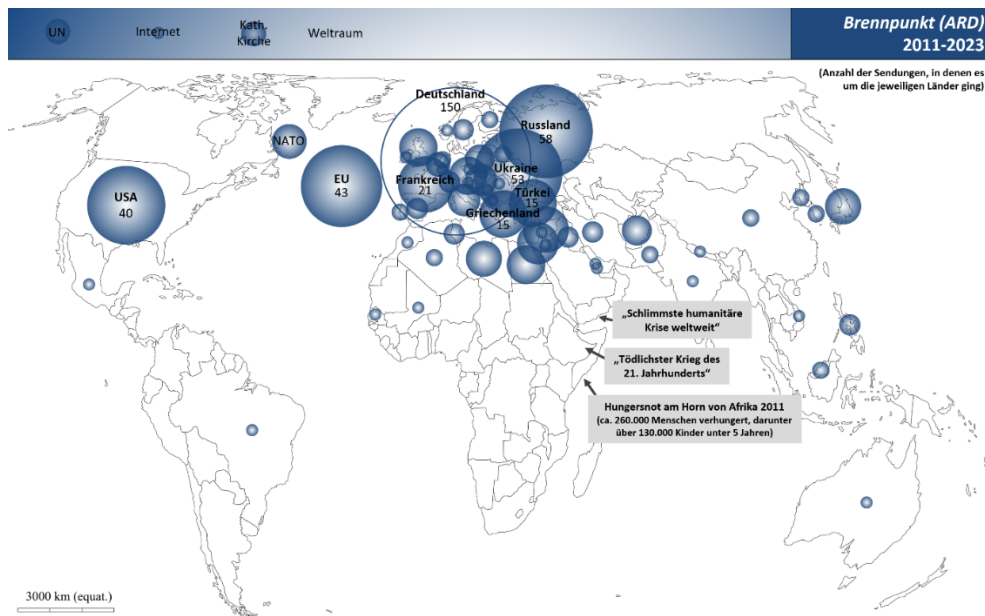 UN
Internet
Kath.
Kirche
Weltraum
Brennpunkt (ARD)
2011-2023
(Anzahl der Sendungen, in denen es
um die jeweiligen Länder ging)
Deutschland
150
Russland
58
NATO
EU
43
Frankreich
21
Ukraine
53
Türkei
15
Griechenland
15
USA
40
„Schlimmste humanitäre
Krise weltweit“
„Tödlichster Krieg des
21. Jahrhunderts“
Hungersnot am Horn von Afrika 2011
(ca. 260.000 Menschen verhungert, darunter
über 130.000 Kinder unter 5 Jahren)
3000 km (equat.)